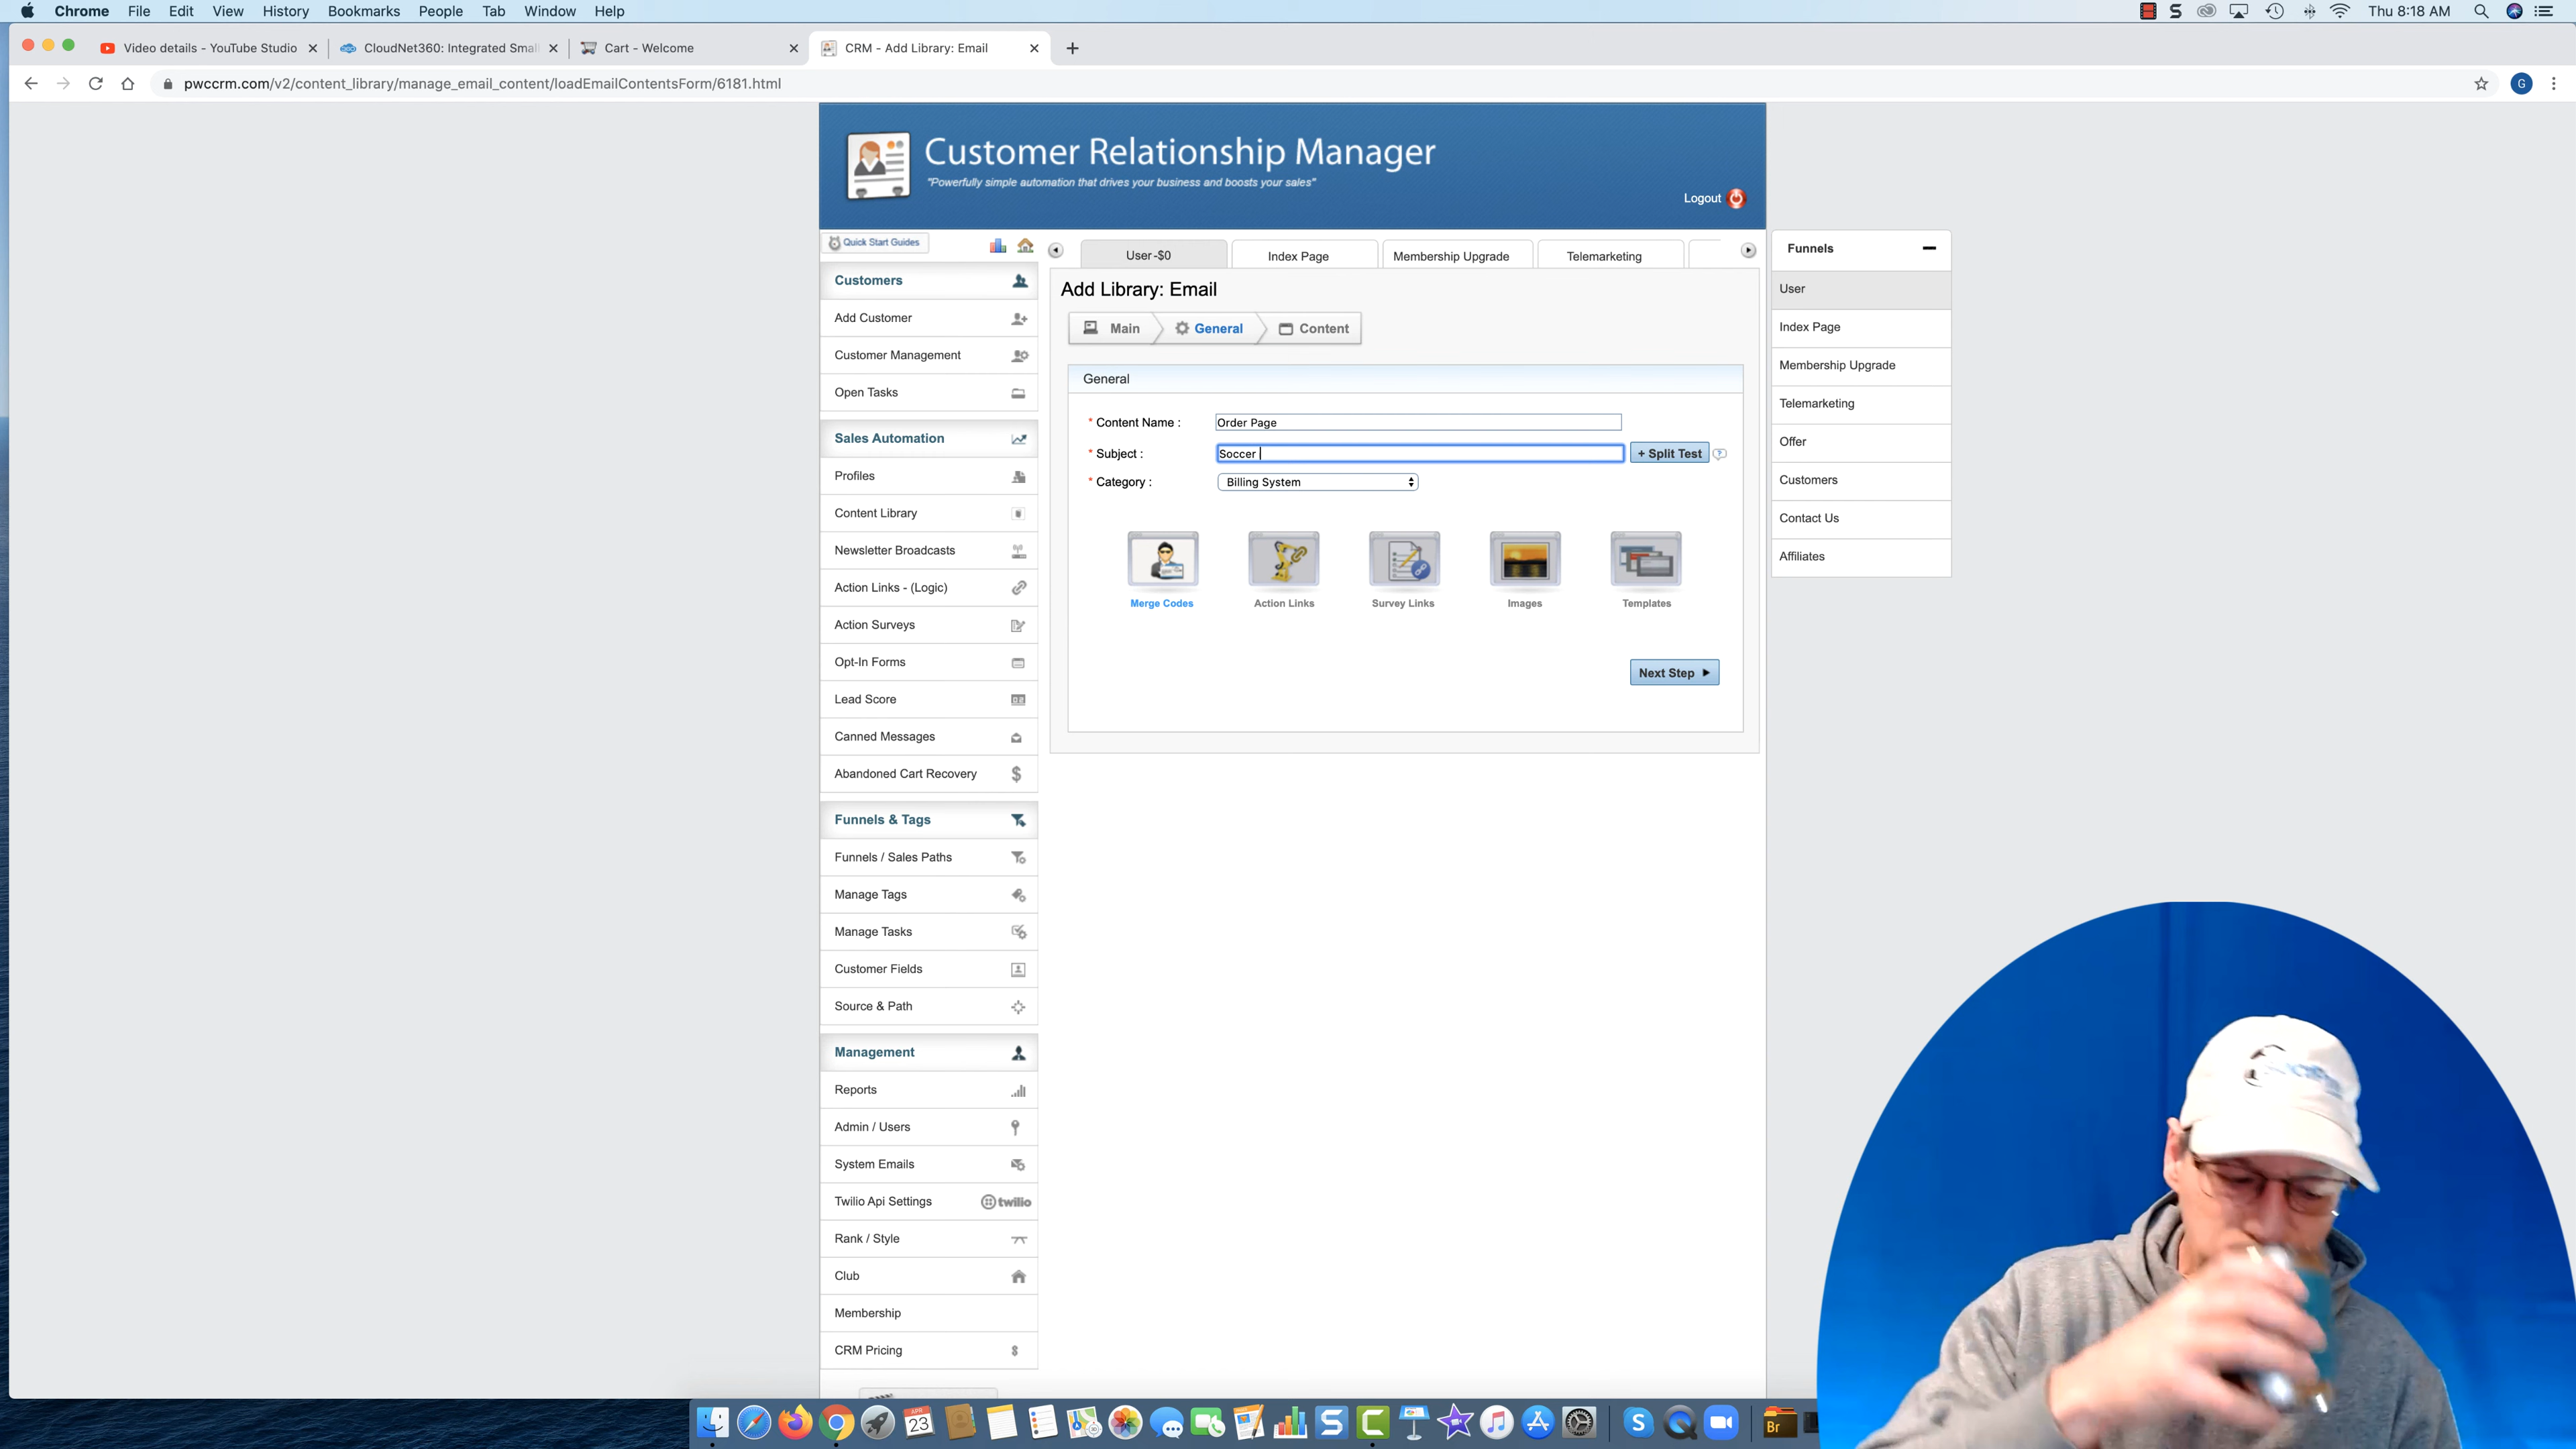 Chrome File Edit View History Bookmarks People Tab Window Help
Thu 8:18 AM
Video details - YouTube Studio
CloudNet360: Integrated Smal
Cart - Welcome
CRM - Add Library: Email
pwccrm.com/v2/content_library/manage_email_content/loadEmailContentsForm/6181.html
G
Customer Relationship Manager
"Powerfully simple automation that drives your business and boosts your sales"
Logout
Quick Start Guides
User -$0
Index Page
Membership Upgrade
Telemarketing
Customers
Add Customer
Customer Management
Open Tasks
Sales Automation
Profiles
Content Library
Newsletter Broadcasts
Action Links - (Logic)
Action Surveys
Opt-In Forms
Lead Score
Canned Messages
Abandoned Cart Recovery
Funnels & Tags
Funnels / Sales Paths
Manage Tags
Manage Tasks
Customer Fields
Source & Path
Management
Reports
Admin / Users
System Emails
Twilio Api Settings
twilio
Rank / Style
Club
Membership
CRM Pricing
Add Library: Email
Main
General
Content
General
* Content Name : Order Page
* Subject : Soccer
+ Split Test
* Category : Billing System
Merge Codes
Action Links
Survey Links
Images
Templates
Next Step
Funnels
User
Index Page
Membership Upgrade
Telemarketing
Offer
Customers
Contact Us
Affiliates
APR
23
Br